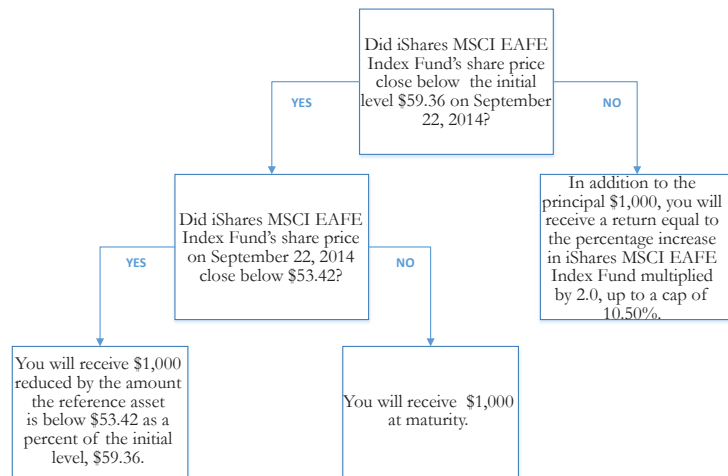 Did iShares MSCI EAFE
Index Fund's share price
close below the initial
level $59.36 on September
22, 2014?
YES
NO
Did iShares MSCI EAFE
Index Fund's share price
on September 22, 2014
close below $53.42?
In addition to the
principal $1,000, you will
receive a return equal to
the percentage increase
in iShares MSCI EAFE
Index Fund multiplied
by 2.0, up to a cap of
10.50%.
YES
NO
You will receive $1,000
reduced by the amount
the reference asset
is below $53.42 as a
percent of the initial
level, $59.36.
You will receive $1,000
at maturity.